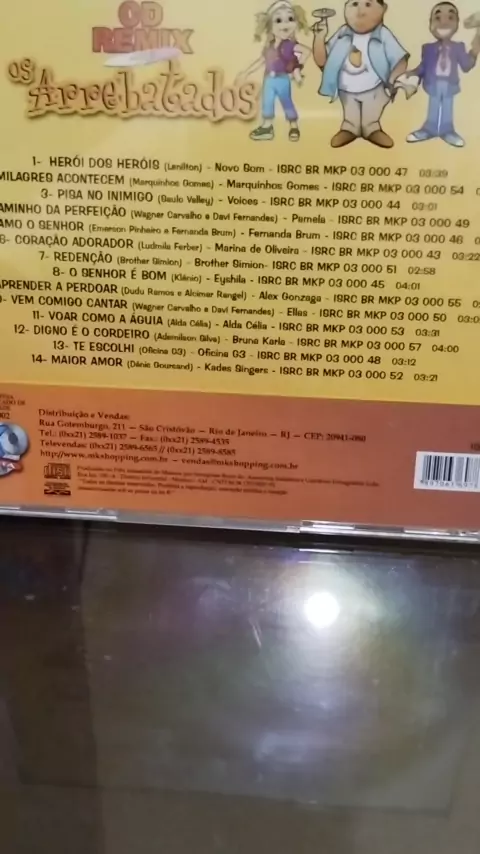 CD
REMIX
os Arrebatados
1- HERÓI DOS HERÓIS (Lenilton) - Novo Som - ISRC BR MKP 03 000 47 03:39
MILAGRES ACONTECEM (Marquinhos Gomes) - Marquinhos Gomes - ISRC BR MKP 03 000 54
3- PISA NO INIMIGO (Saulo Valley) - Voices - ISRC BR MKP 03 000 44 03:01
AMINHO DA PERFEIÇÃO (Wagner Carvalho e Davi Fernandes) - Pamela - ISRC BR MKP 03 000 49
AMO O SENHOR (Emerson Pinheiro e Fernanda Brum) - Fernanda Brum - ISRC BR MKP 03 000 46
6- CORAÇÃO ADORADOR (Ludmila Ferber) - Marina de Oliveira - ISRC BR MKP 03 000 43 03:22
7- REDENÇÃO (Brother Simion) - Brother Simion- ISRC BR MKP 03 000 51 02:58
8- O SENHOR É BOM (Klênio) - Eyshila - ISRC BR MKP 03 000 45 04:01
APRENDER A PERDOAR (Dudu Ramos e Alcimar Rangel) - Alex Gonzaga - ISRC BR MKP 03 000 55
- VEM COMIGO CANTAR (Wagner Carvalho e Davi Fernandes) - Ellas - ISRC BR MKP 03 000 50
11- VOAR COMO A ÁGUIA (Alda Célia) - Alda Célia - ISRC BR MKP 03 000 53 03:31
12- DIGNO É O CORDEIRO (Ademilson Silva) - Bruna Karla - ISRC BR MKP 03 000 57 04:00
13- TE ESCOLHI (Oficina G3) - Oficina G3 - ISRC BR MKP 03 000 48 03:12
14- MAIOR AMOR (Dênic Goursand) - Kades Singers - ISRC BR MKP 03 000 52 03:21
Distribuição e Vendas:
Rua Gotemburgo, 211 – São Cristóvão – Rio de Janeiro – RJ – CEP: 20941-080
Tel.: (0xx21) 2589-1037 – Fax.: (0xx21) 2589-4535
Televendas: (0xx21) 2589-6565 // (0xx21) 2589-8585
http://www.mkshopping.com.br – vendas@mkshopping.com.br